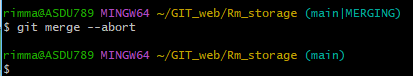 rimma@ASDU789 MINGW64 ~/GIT_web/Rm_storage (main|MERGING)
$ git merge --abort
rimma@ASDU789 MINGW64 ~/GIT_web/Rm_storage (main)
$